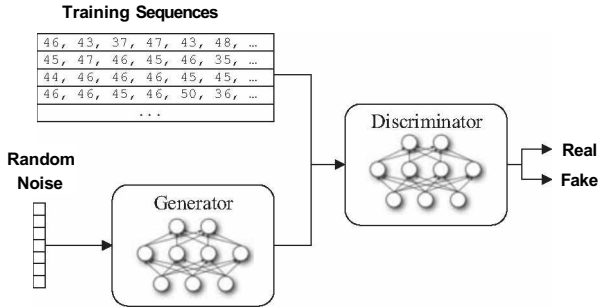 Training Sequences
46, 43, 37, 47, 43, 48, …
45, 47, 46, 45, 46, 35, …
44, 46, 46, 46, 45, 45, …
46, 46, 45, 46, 50, 36, …
...
Discriminator
Real
Fake
Random
Noise
Generator